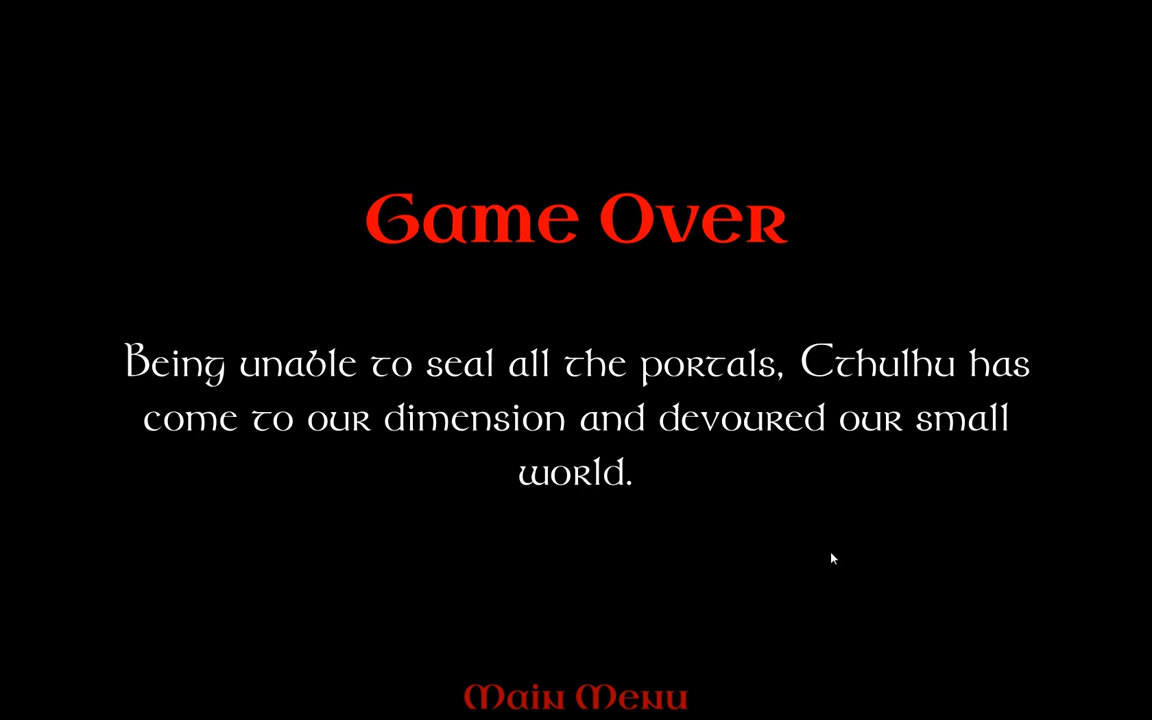 Game Over
Being unable to seal all the portals, Cthulhu has
come to our dimension and devoured our small
world.
Main Menu